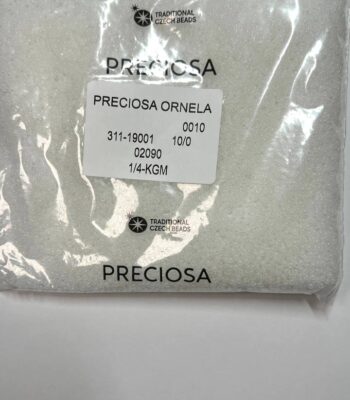 TRADITIONAL
CZECH BEADS
PRECIOSA
PRECIOSA ORNELA
0010
311-19001 10/0
02090
1/4-KGM
TRADITIONAL
CZECH BEADS
PRECIOSA